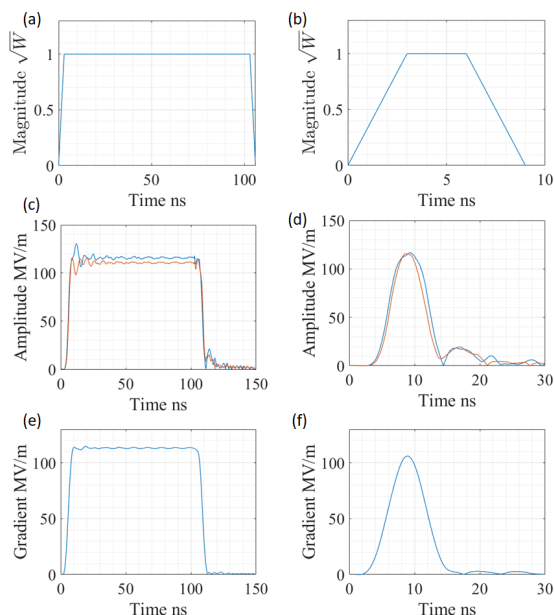 (a)
Magnitude √W
1
0.5
0
0
50
100
Time ns
(b)
Magnitude √W
1
0.5
0
0
5
10
Time ns
(c)
Amplitude MV/m
150
100
50
0
0
50
100
150
Time ns
(d)
Amplitude MV/m
150
100
50
0
0
10
20
30
Time ns
(e)
Gradient MV/m
100
50
0
0
50
100
150
Time ns
(f)
Gradient MV/m
100
50
0
0
10
20
30
Time ns